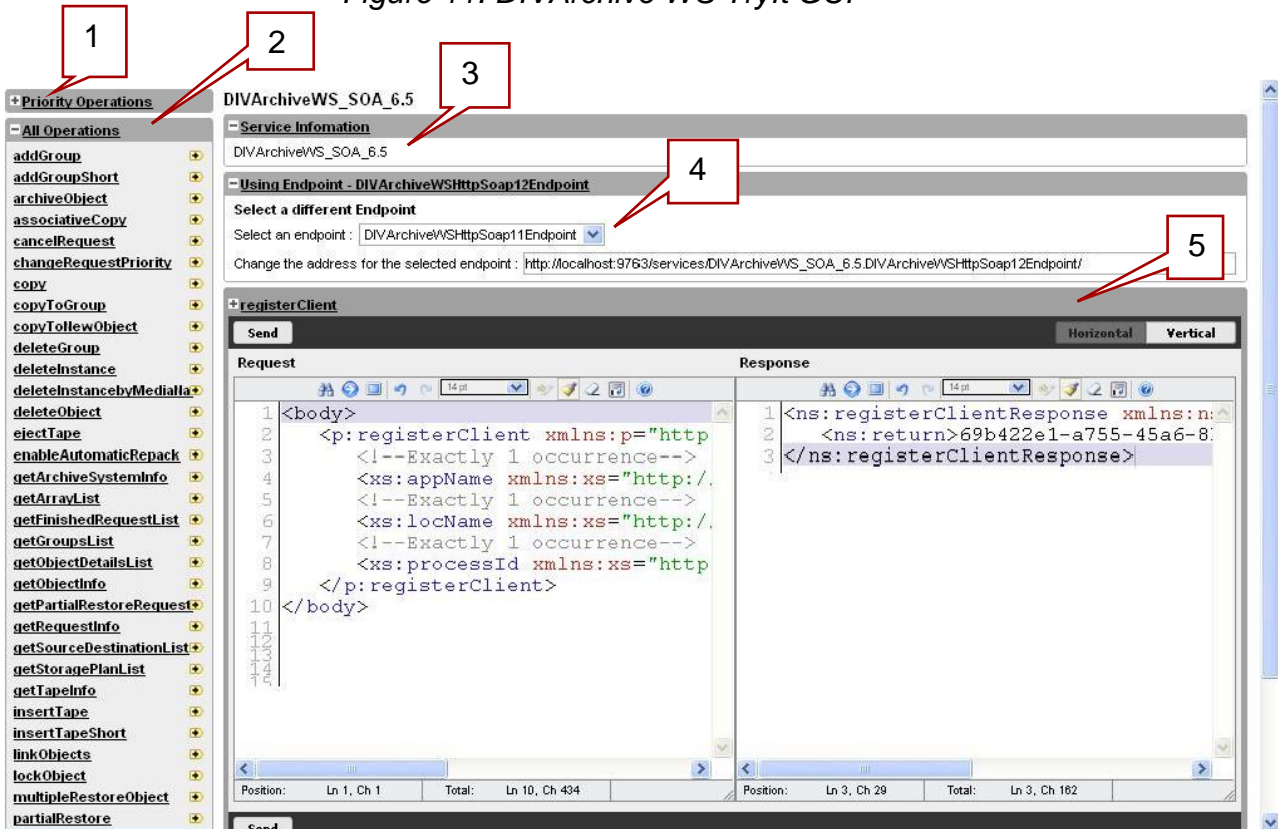 Figure 11. DIVArchive WS TryIt GUI
1
2
3
4
5
+Priority Operations
-All Operations
addGroup
addGroupShort
archiveObject
associativeCopy
cancelRequest
changeRequestPriority
copy
copyToGroup
copyToNewObject
deleteGroup
deleteInstance
deleteInstancebyMediaNa
deleteObject
ejectTape
enableAutomaticRepack
getArchiveSystemInfo
getArrayList
getFinishedRequestList
getGroupsList
getObjectDetailsList
getObjectInfo
getPartialRestoreRequest
getRequestInfo
getSourceDestinationList
getStoragePlanList
getTapeInfo
insertTape
insertTapeShort
linkObjects
lockObject
multipleRestoreObject
partialRestore
DIVArchiveWS_SOA_6.5
-Service Infomation
DIVArchiveWS_SOA_6.5
-Using Endpoint - DIVArchiveWSHttpSoap12Endpoint
Select a different Endpoint
Select an endpoint : DIVArchiveWSHttpSoap11Endpoint
Change the address for the selected endpoint : http://localhost:9763/services/DIVArchiveWS_SOA_6.5.DIVArchiveWSHttpSoap12Endpoint/
+registerClient
Send Horizontal Vertical
Request
14 pt
1 <body>
2 <p:registerClient xmlns:p="http
3 <!--Exactly 1 occurrence-->
4 <xs:appName xmlns:xs="http:/.
5 <!--Exactly 1 occurrence-->
6 <xs:locName xmlns:xs="http:/.
7 <!--Exactly 1 occurrence-->
8 <xs:processId xmlns:xs="http
9 </p:registerClient>
10 </body>
11
12
13
14
15
Position: Ln 1, Ch 1 Total: Ln 10, Ch 434
Response
14 pt
1 <ns:registerClientResponse xmlns:n
2 <ns:return>69b422e1-a755-45a6-8
3 </ns:registerClientResponse>
Position: Ln 3, Ch 29 Total: Ln 3, Ch 162
Send